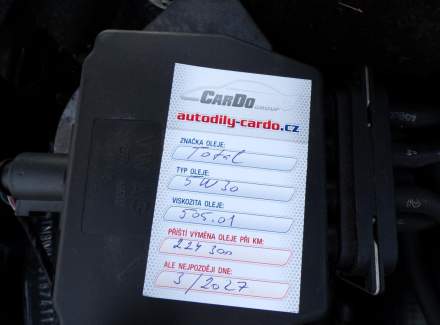 CARDO GROUP
autodily-cardo.cz
ZNAČKA OLEJE:
Total
TYP OLEJE:
5W30
VISKOZITA OLEJE:
505.01
PŘÍŠTÍ VÝMĚNA OLEJE PŘI KM:
224 300
ALE NEJPOZDĚJI DNE:
3/2027